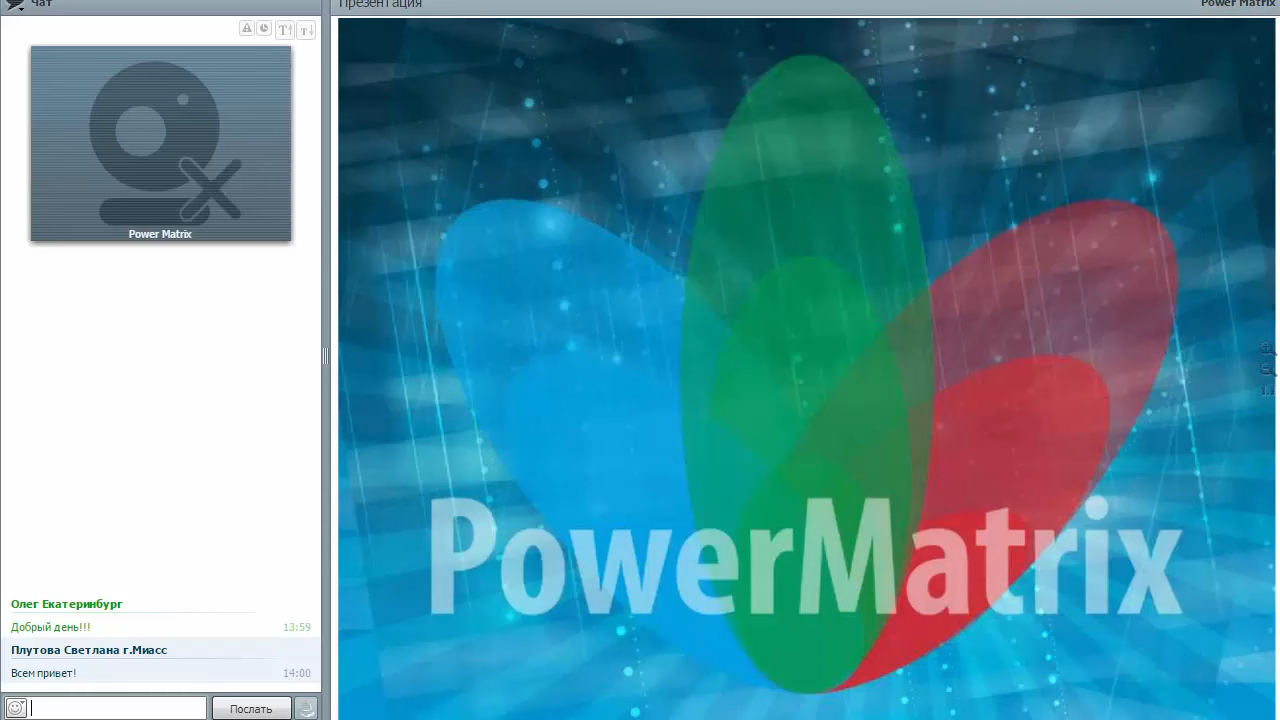 Чат
Презентация
Power Matrix
Power Matrix
PowerMatrix
Олег Екатеринбург
Добрый день!!!
13:59
Плутова Светлана г.Миасс
Всем привет!
14:00
Послать